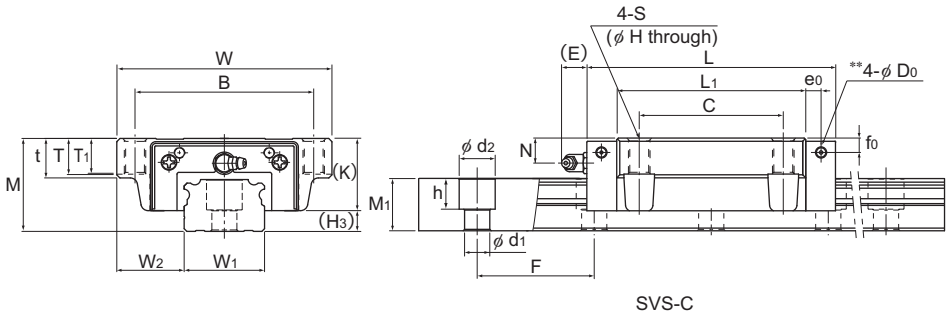 W
B
t
T
T1
M
(K)
(H3)
W2
W1
4-S
(φ H through)
(E)
L
L1
e0
**4-φ D0
C
N
f0
φ d2
h
M1
φ d1
F
SVS-C